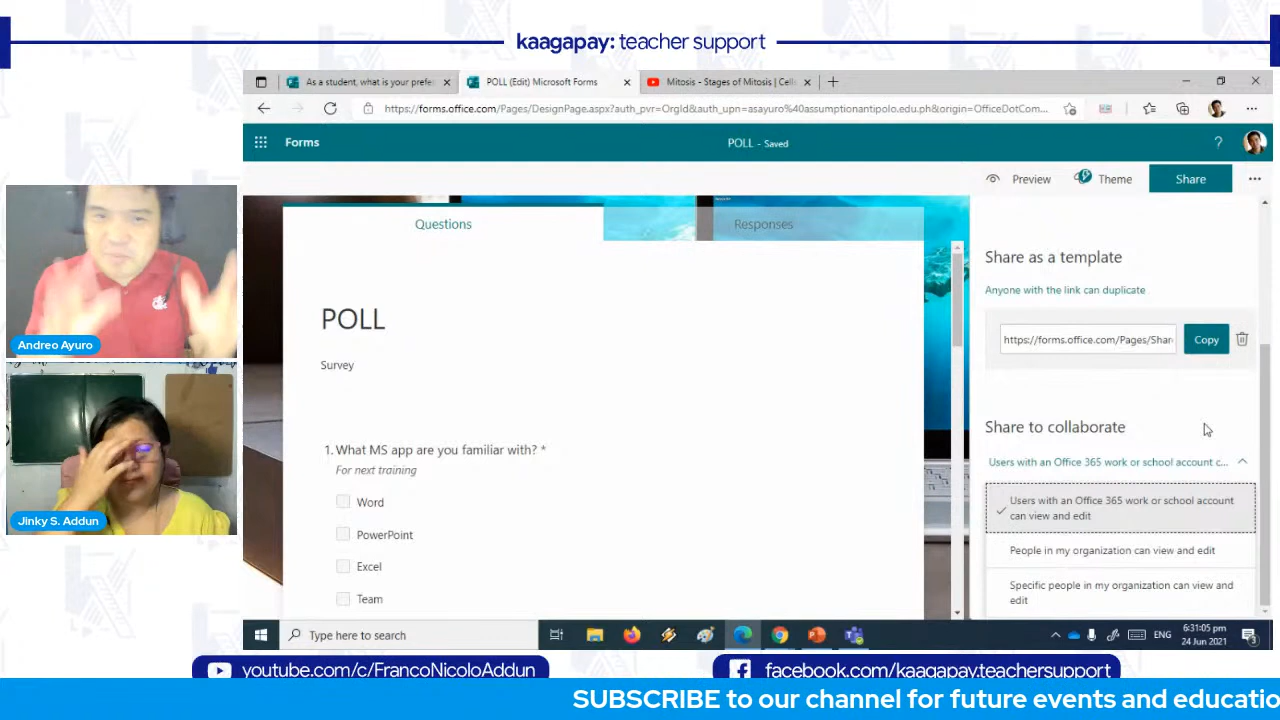 kaagapay: teacher support
As a student, what is your prefe
POLL (Edit) Microsoft Forms
Mitosis - Stages of Mitosis | Cell
https://forms.office.com/Pages/DesignPage.aspx?auth_pvr=OrgId&auth_upn=asayuro%40assumptionantipolo.edu.ph&origin=OfficeDotCom...
Forms
POLL - Saved
?
Preview
Theme
Share
Questions
Responses
POLL
Survey
1. What MS app are you familiar with? *
For next training
Word
PowerPoint
Excel
Team
Share as a template
Anyone with the link can duplicate
https://forms.office.com/Pages/Shar
Copy
Share to collaborate
Users with an Office 365 work or school account c...
Users with an Office 365 work or school account
can view and edit
People in my organization can view and edit
Specific people in my organization can view and
edit
Andreo Ayuro
Jinky S. Addun
Type here to search
ENG
6:31:05 pm
24 Jun 2021
youtube.com/c/FrancoNicoloAddun
facebook.com/kaagapay.teachersupport
SUBSCRIBE to our channel for future events and educatio